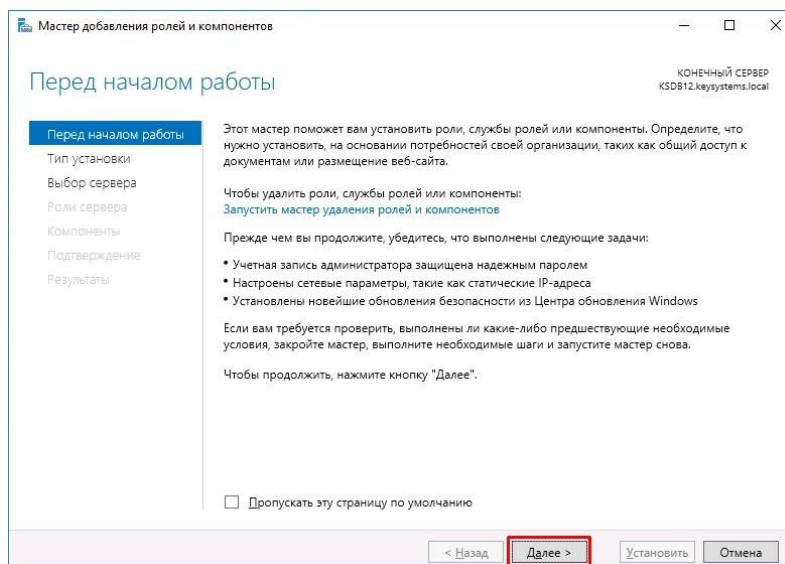 Мастер добавления ролей и компонентов
Перед началом работы
КОНЕЧНЫЙ СЕРВЕР
KSDB12.keysystems.local
Перед началом работы
Тип установки
Выбор сервера
Роли сервера
Компоненты
Подтверждение
Результаты
Этот мастер поможет вам установить роли, службы ролей или компоненты. Определите, что
нужно установить, на основании потребностей своей организации, таких как общий доступ к
документам или размещение веб-сайта.
Чтобы удалить роли, службы ролей или компоненты:
Запустить мастер удаления ролей и компонентов
Прежде чем вы продолжите, убедитесь, что выполнены следующие задачи:
• Учетная запись администратора защищена надежным паролем
• Настроены сетевые параметры, такие как статические IP-адреса
• Установлены новейшие обновления безопасности из Центра обновления Windows
Если вам требуется проверить, выполнены ли какие-либо предшествующие необходимые
условия, закройте мастер, выполните необходимые шаги и запустите мастер снова.
Чтобы продолжить, нажмите кнопку "Далее".
Пропускать эту страницу по умолчанию
< Назад
Далее >
Установить
Отмена